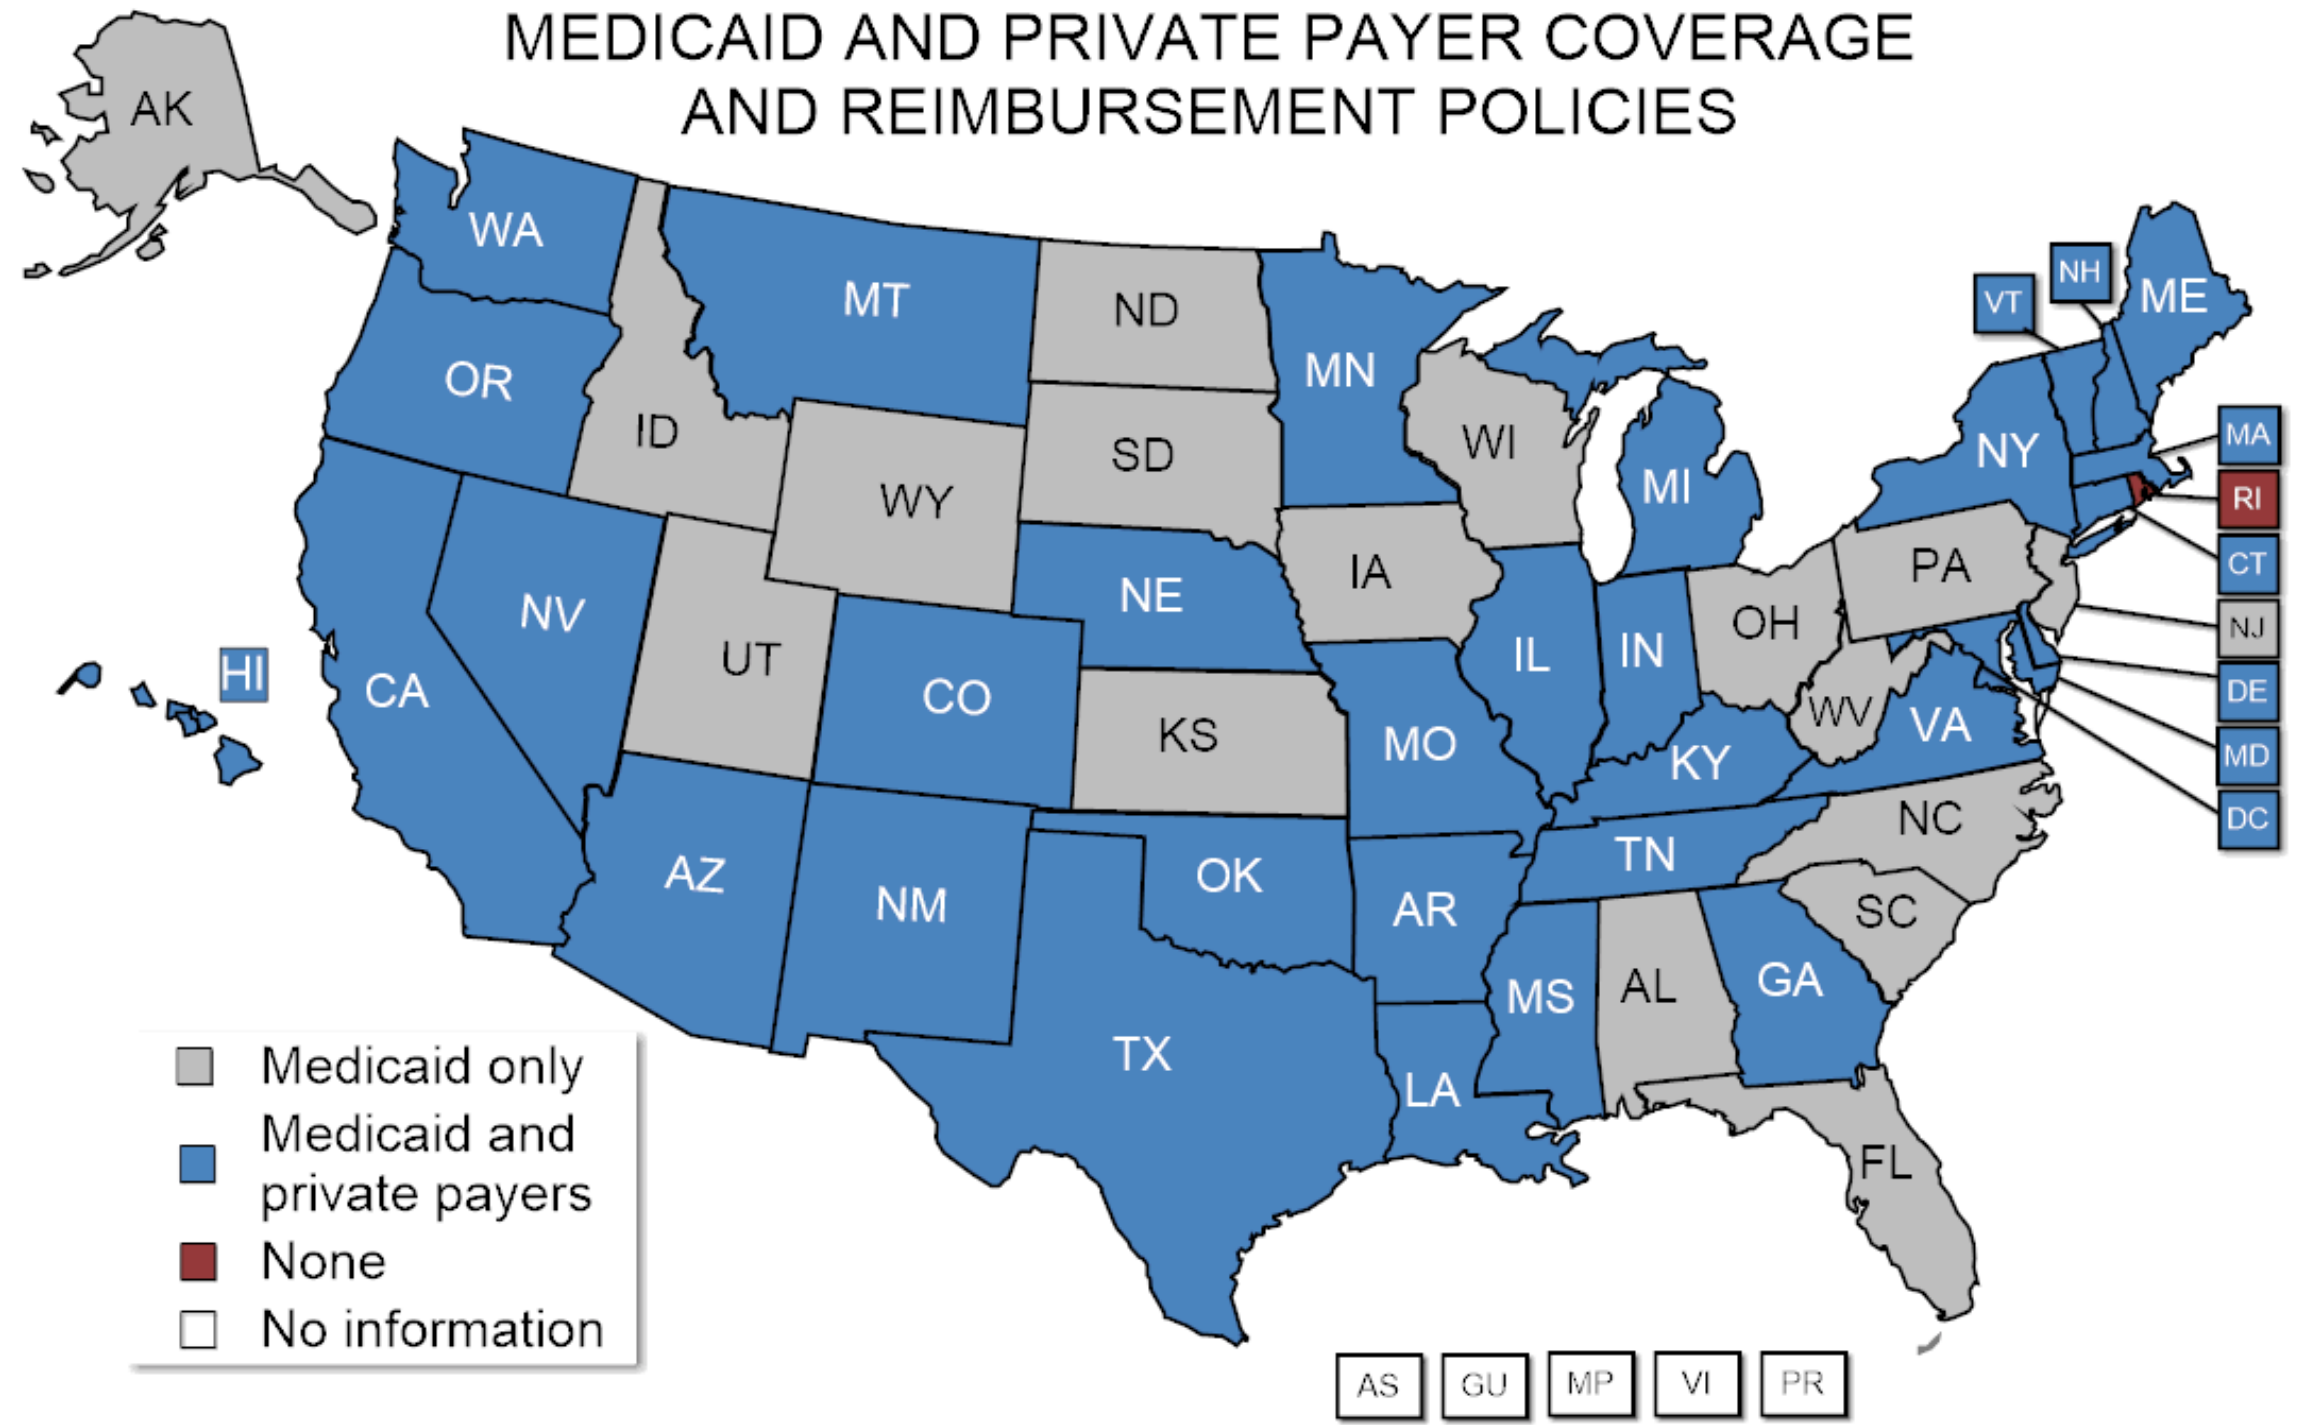 MEDICAID AND PRIVATE PAYER COVERAGE
AND REIMBURSEMENT POLICIES
AK
WA
MT
ND
MN
VT
NH
ME
OR
ID
WY
SD
WI
MI
NY
MA
RI
CT
NJ
DE
MD
DC
NV
UT
NE
IA
PA
HI
CA
CO
KS
MO
IL
IN
OH
WV
VA
KY
AZ
NM
OK
AR
TN
NC
SC
TX
LA
MS
AL
GA
FL
Medicaid only
Medicaid and
private payers
None
No information
AS
GU
MP
VI
PR